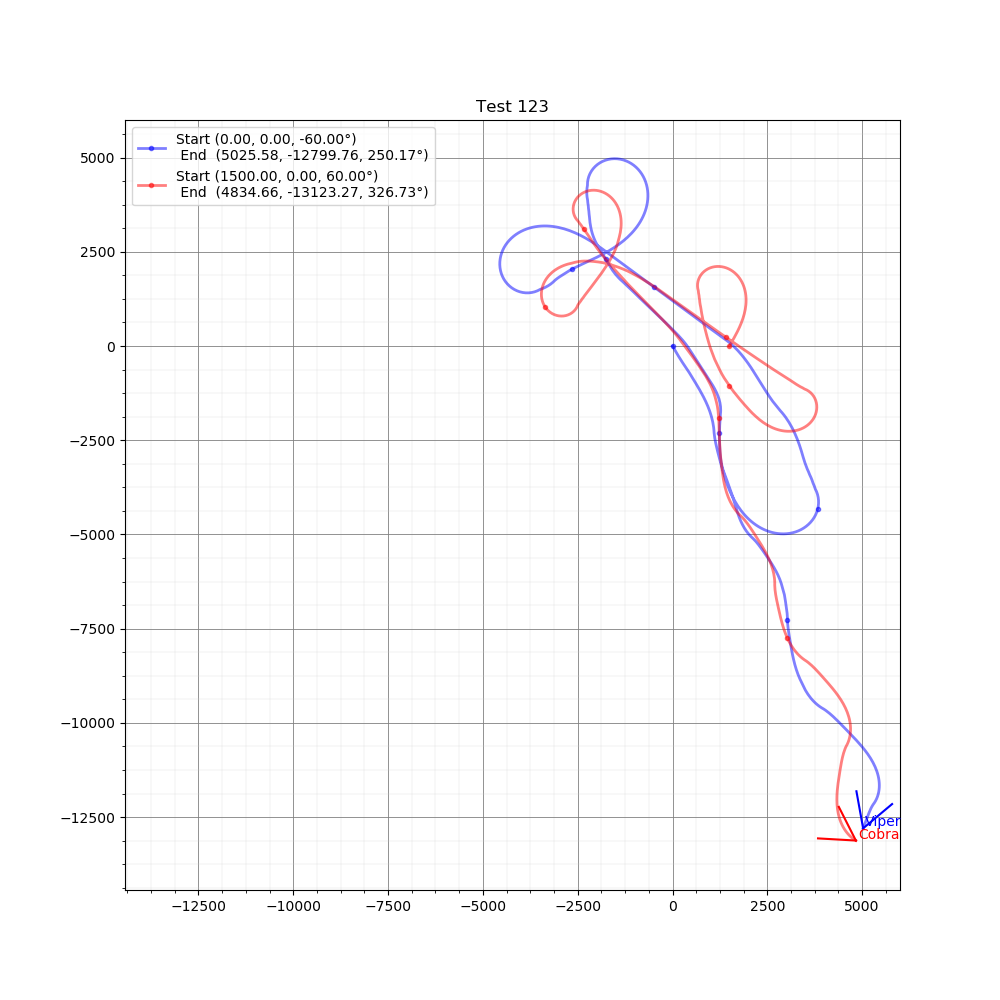 Test 123
Start (0.00, 0.00, -60.00°)
End (5025.58, -12799.76, 250.17°)
Start (1500.00, 0.00, 60.00°)
End (4834.66, -13123.27, 326.73°)
5000
2500
0
−2500
−5000
−7500
−10000
−12500
Viper
Cobra
−12500 −10000 −7500 −5000 −2500 0 2500 5000